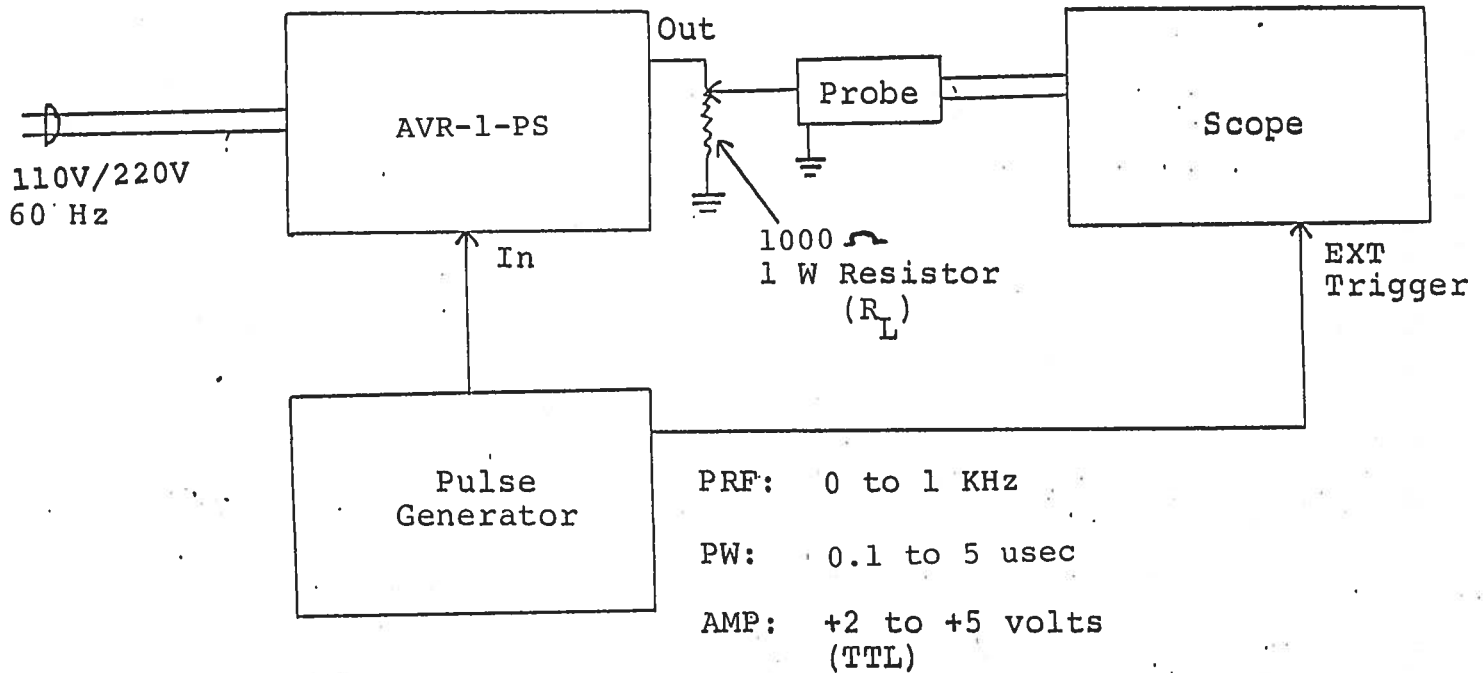 Out
AVR-1-PS
Probe
Scope
110V/220V
60 Hz
In
1000 Ω
1 W Resistor
(RL)
EXT
Trigger
Pulse
Generator
PRF: 0 to 1 KHz
PW: 0.1 to 5 usec
AMP: +2 to +5 volts
(TTL)